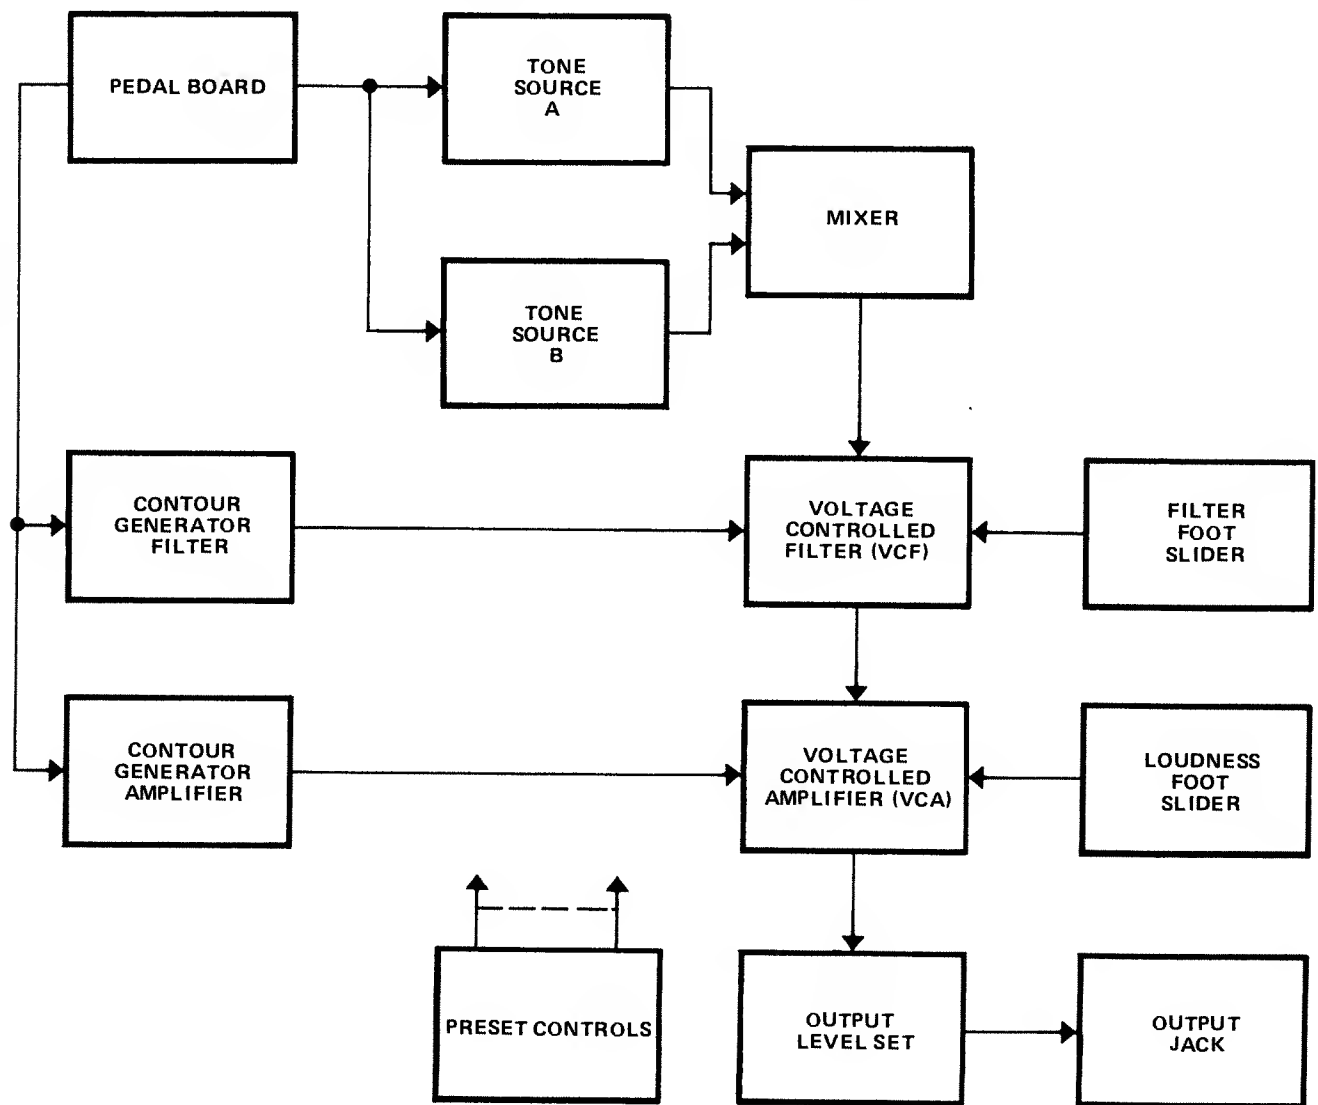 PEDAL BOARD
TONE
SOURCE
A
MIXER
TONE
SOURCE
B
CONTOUR
GENERATOR
FILTER
VOLTAGE
CONTROLLED
FILTER (VCF)
FILTER
FOOT
SLIDER
CONTOUR
GENERATOR
AMPLIFIER
VOLTAGE
CONTROLLED
AMPLIFIER (VCA)
LOUDNESS
FOOT
SLIDER
PRESET CONTROLS
OUTPUT
LEVEL SET
OUTPUT
JACK